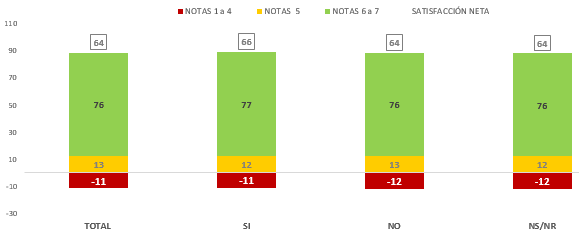 NOTAS 1 a 4 NOTAS 5 NOTAS 6 a 7 SATISFACCIÓN NETA
110
90
70
50
30
10
-10
-30
64 66 64 64
76 77 76 76
13 12 13 12
-11 -11 -12 -12
TOTAL SI NO NS/NR